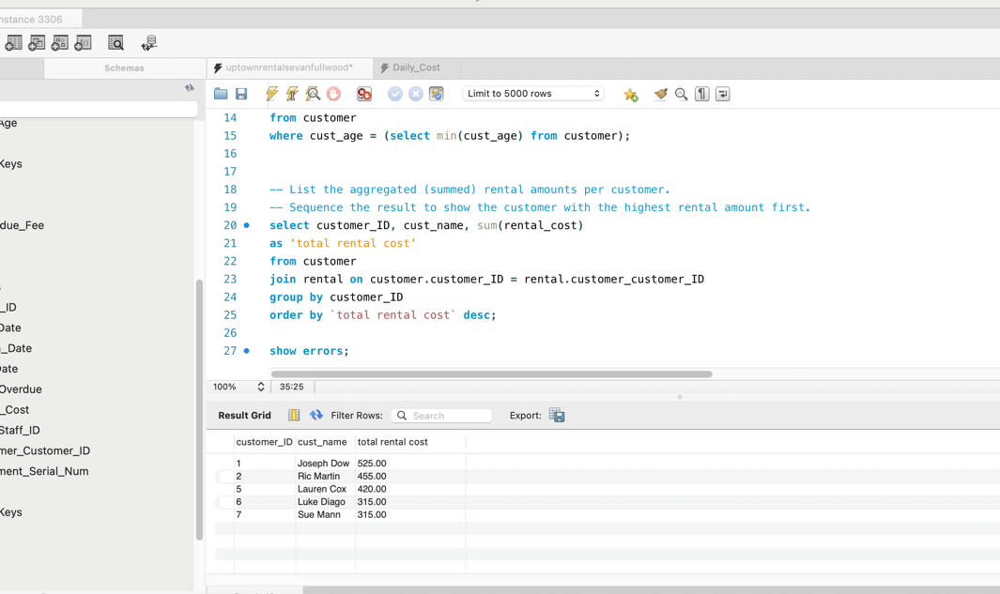 nstance 3306
Schemas
uptownrentalsevanfullwood*
Daily_Cost
Limit to 5000 rows
Age
Keys
due_Fee
_ID
Date
_Date
Date
Overdue
_Cost
Staff_ID
mer_Customer_ID
ment_Serial_Num
Keys
14 from customer
15 where cust_age = (select min(cust_age) from customer);
16
17
18 -- List the aggregated (summed) rental amounts per customer.
19 -- Sequence the result to show the customer with the highest rental amount first.
20 select customer_ID, cust_name, sum(rental_cost)
21 as 'total rental cost'
22 from customer
23 join rental on customer.customer_ID = rental.customer_customer_ID
24 group by customer_ID
25 order by `total rental cost` desc;
26
27 show errors;
100% 35:25
Result Grid Filter Rows: Search Export:
customer_ID cust_name total rental cost
1 Joseph Dow 525.00
2 Ric Martin 455.00
5 Lauren Cox 420.00
6 Luke Diago 315.00
7 Sue Mann 315.00